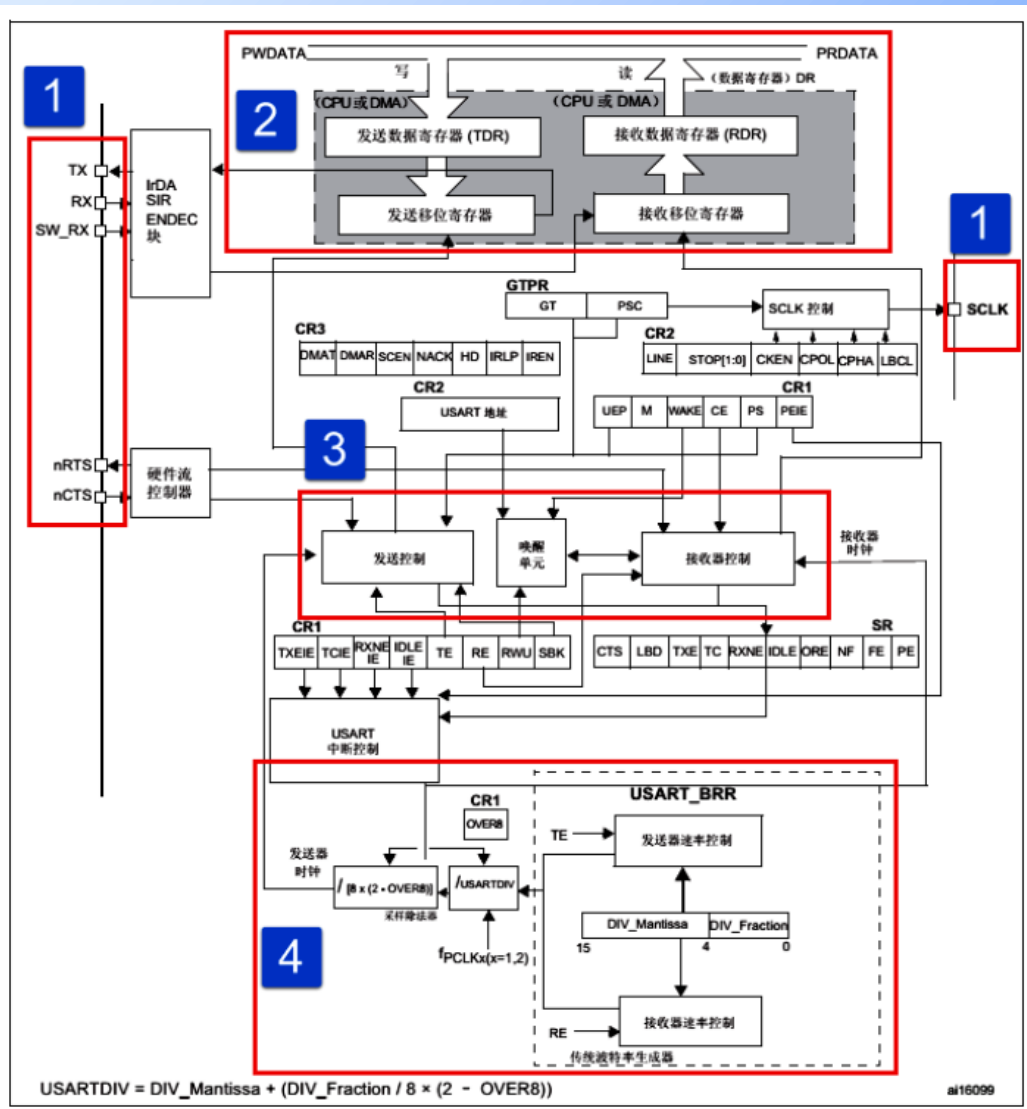 PWDATA
PRDATA
写
读
(数据寄存器) DR
1
2
(CPU 或 DMA)
(CPU 或 DMA)
发送数据寄存器 (TDR)
接收数据寄存器 (RDR)
TX
RX
SW_RX
IrDA
SIR
ENDEC
块
发送移位寄存器
接收移位寄存器
1
SCLK
GTPR
GT
PSC
SCLK 控制
CR3
DMAT DMAR SCEN NACK HD IRLP IREN
CR2
LINE STOP[1:0] CKEN CPOL CPHA LBCL
CR2
USART 地址
CR1
UEP M WAKE CE PS PEIE
3
nRTS
nCTS
硬件流
控制器
发送控制
唤醒
单元
接收器控制
接收器
时钟
CR1
TXEIE TCIE RXNE IE IDLE IE TE RE RWU SBK
SR
CTS LBD TXE TC RXNE IDLE ORE NF FE PE
USART
中断控制
USART_BRR
CR1
OVER8
TE
发送器速率控制
发送器
时钟
/ [8 x (2 - OVER8)]
/USARTDIV
采样除法器
DIV_Mantissa
DIV_Fraction
15
4
0
4
fPCLKx(x=1,2)
RE
接收器速率控制
传统波特率生成器
USARTDIV = DIV_Mantissa + (DIV_Fraction / 8 × (2 - OVER8))
ai16099